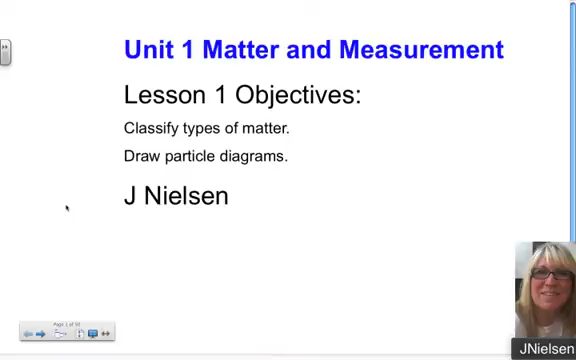 Unit 1 Matter and Measurement
Lesson 1 Objectives:
Classify types of matter.
Draw particle diagrams.
J Nielsen
JNielsen